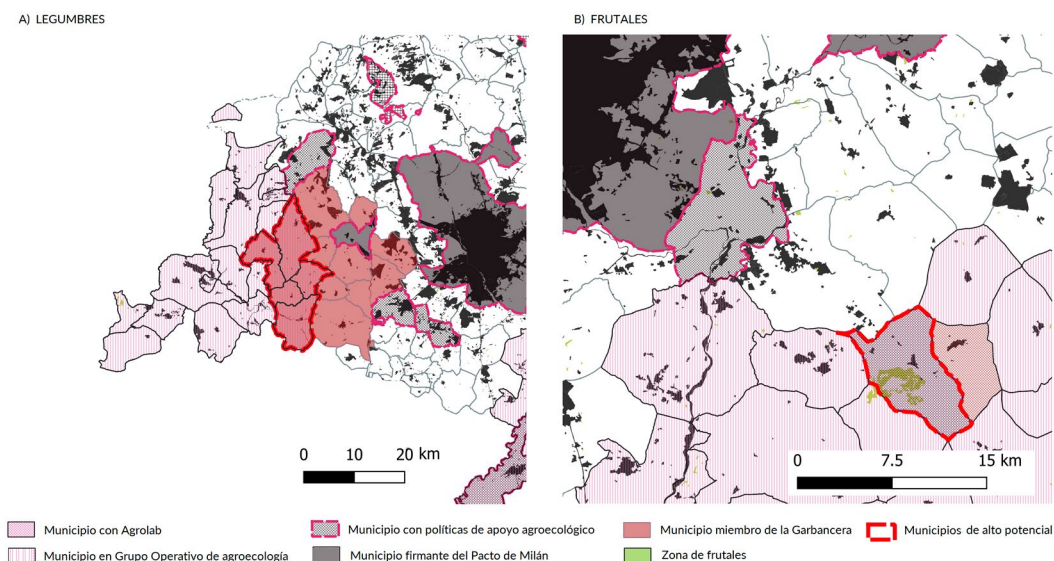 A) LEGUMBRES
B) FRUTALES
0 10 20 km
0 7.5 15 km
Municipio con Agrolab
Municipio con políticas de apoyo agroecológico
Municipio miembro de la Garbancera
Municipios de alto potencial
Municipio en Grupo Operativo de agroecología
Municipio firmante del Pacto de Milán
Zona de frutales